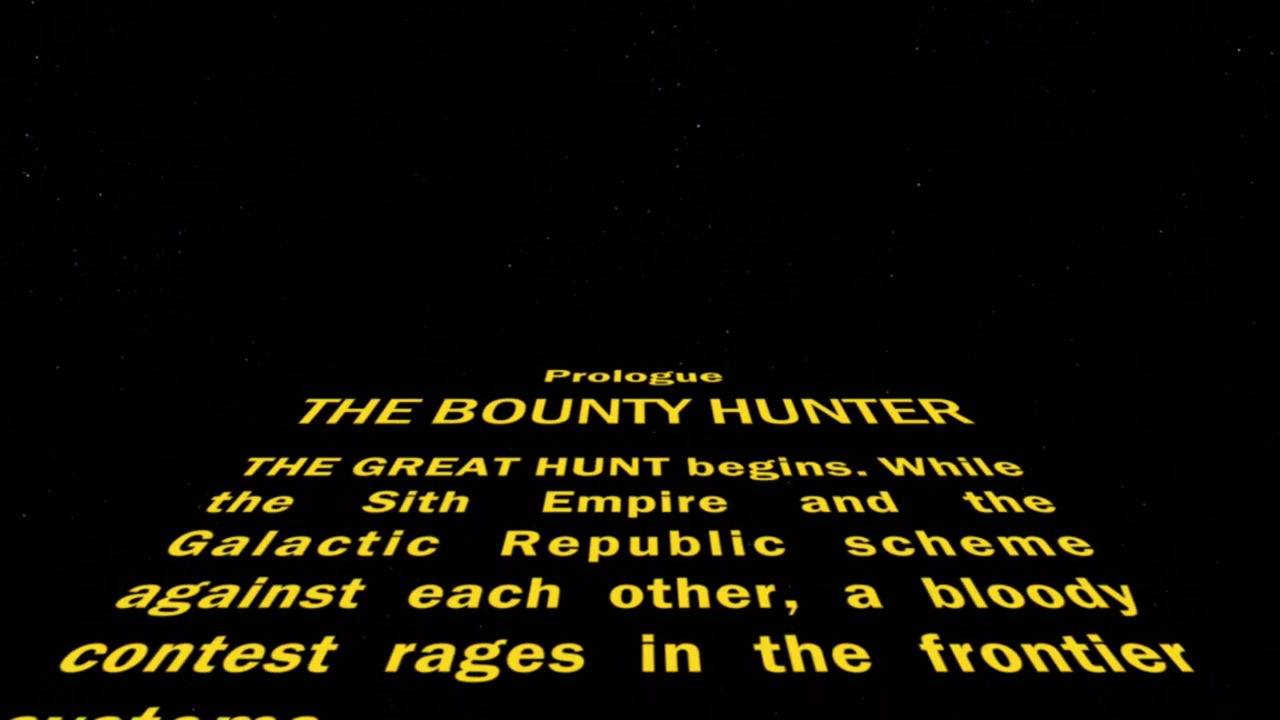 Prologue
THE BOUNTY HUNTER
THE GREAT HUNT begins. While
the Sith Empire and the
Galactic Republic scheme
against each other, a bloody
contest rages in the frontier
systems